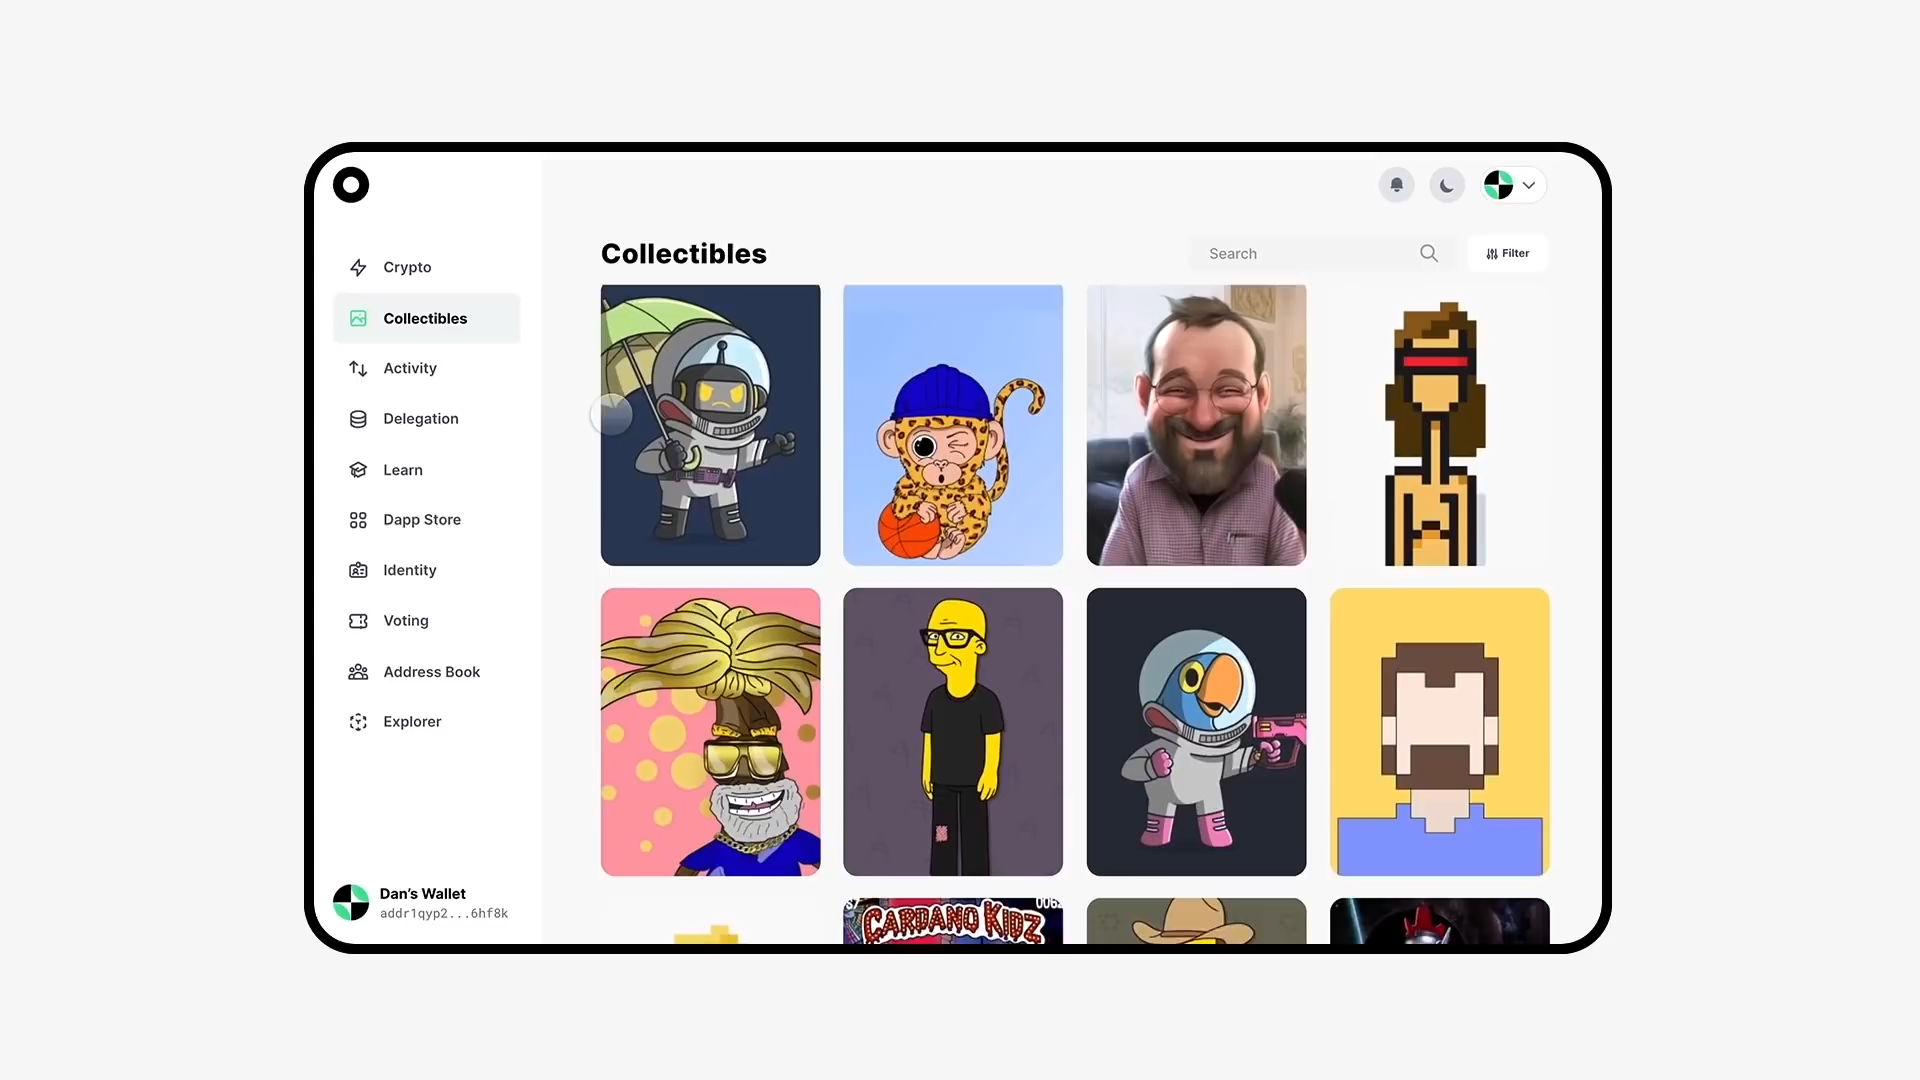 Collectibles
Search
Filter
Crypto
Collectibles
Activity
Delegation
Learn
Dapp Store
Identity
Voting
Address Book
Explorer
Dan's Wallet
addr1qyp2...6hf8k
CARDANO KIDZ